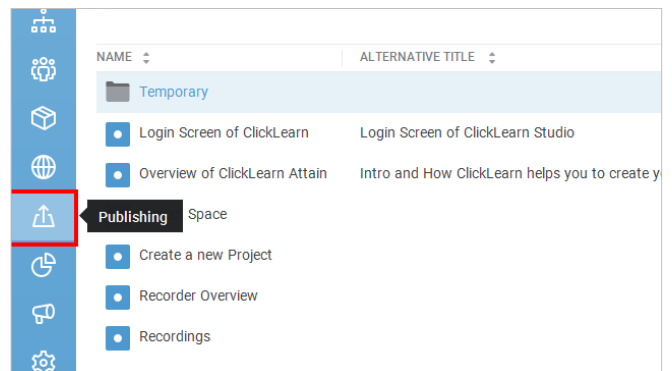 NAME ALTERNATIVE TITLE
Temporary
Login Screen of ClickLearn Login Screen of ClickLearn Studio
Overview of ClickLearn Attain Intro and How ClickLearn helps you to create y
Publishing Space
Create a new Project
Recorder Overview
Recordings